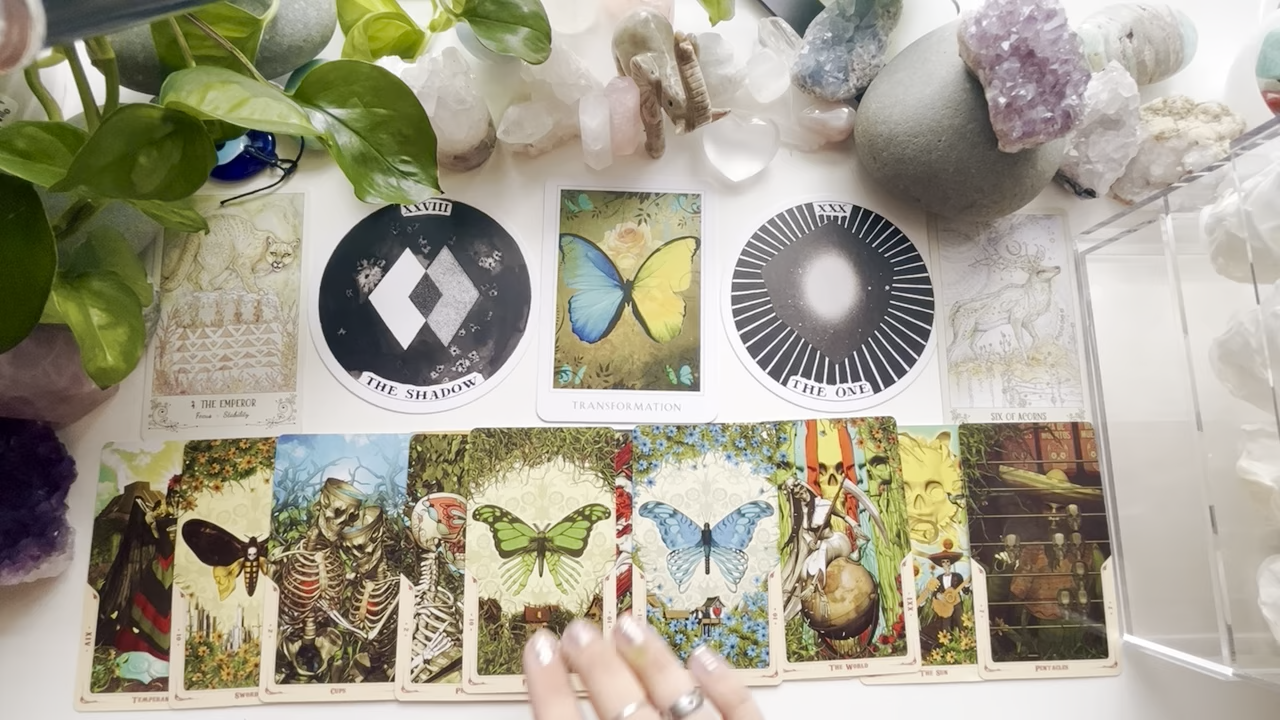 XXVIII
THE SHADOW
TRANSFORMATION
XXX
THE ONE
THE EMPEROR
Focus - Stability
SIX OF ACORNS
CUPS
THE WORLD
THE SUN
PENTACLES